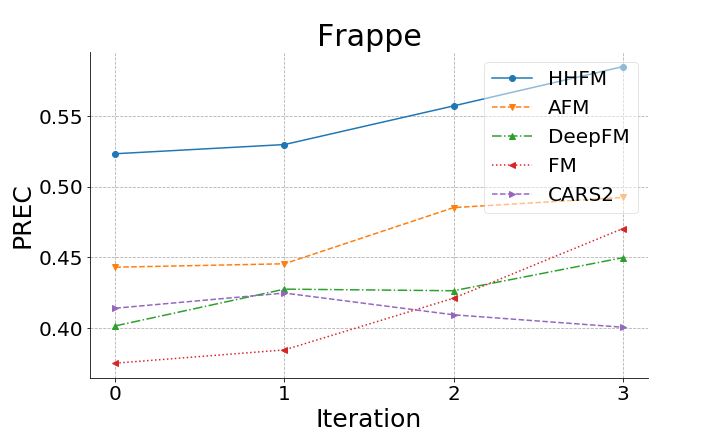 Frappe
PREC
0.55
0.50
0.45
0.40
HHFM
AFM
DeepFM
FM
CARS2
0 1 2 3
Iteration